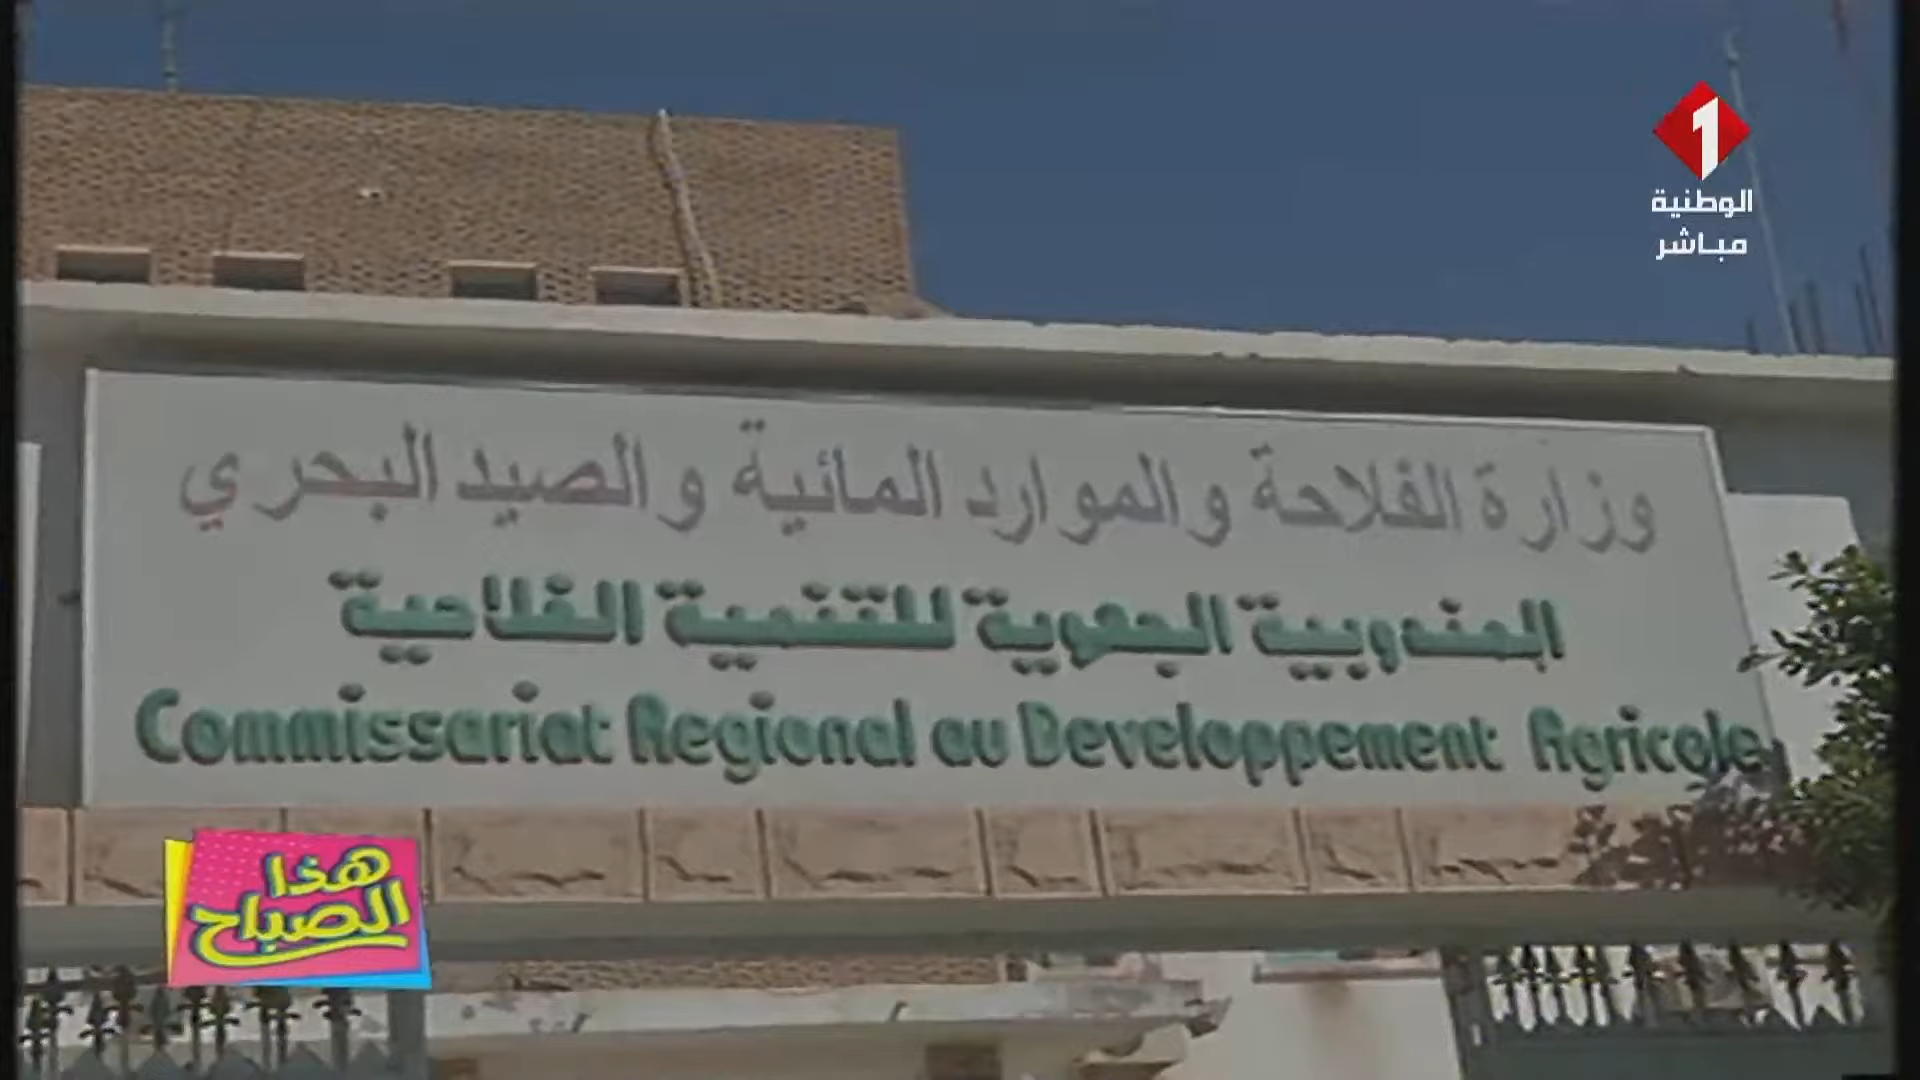 1
الوطنية
مباشر
وزارة الفلاحة والموارد المائية والصيد البحري
المندوبية الجهوية للتنمية الفلاحية
Commissariat Regional au Developpement Agricole
هذا
الصباح